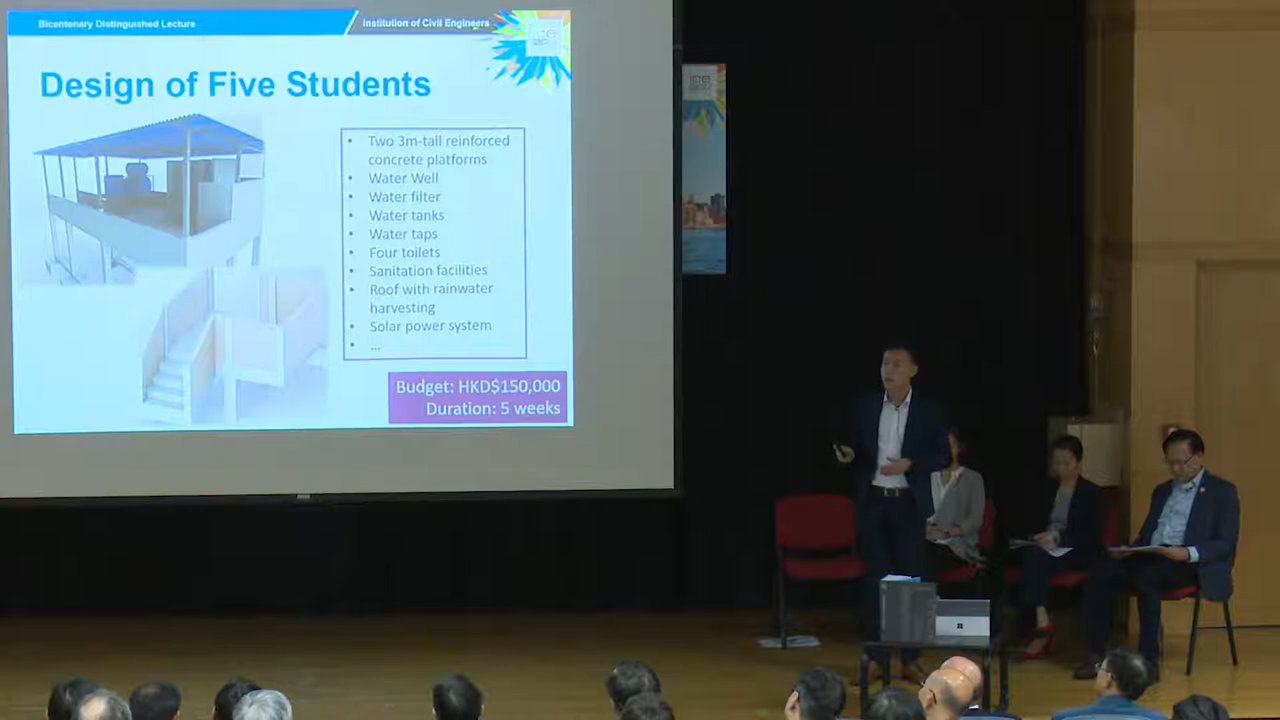 Bicentenary Distinguished Lecture
Institution of Civil Engineers
Design of Five Students
• Two 3m-tall reinforced
concrete platforms
• Water Well
• Water filter
• Water tanks
• Water taps
• Four toilets
• Sanitation facilities
• Roof with rainwater
harvesting
• Solar power system
• ...
Budget: HKD$150,000
Duration: 5 weeks